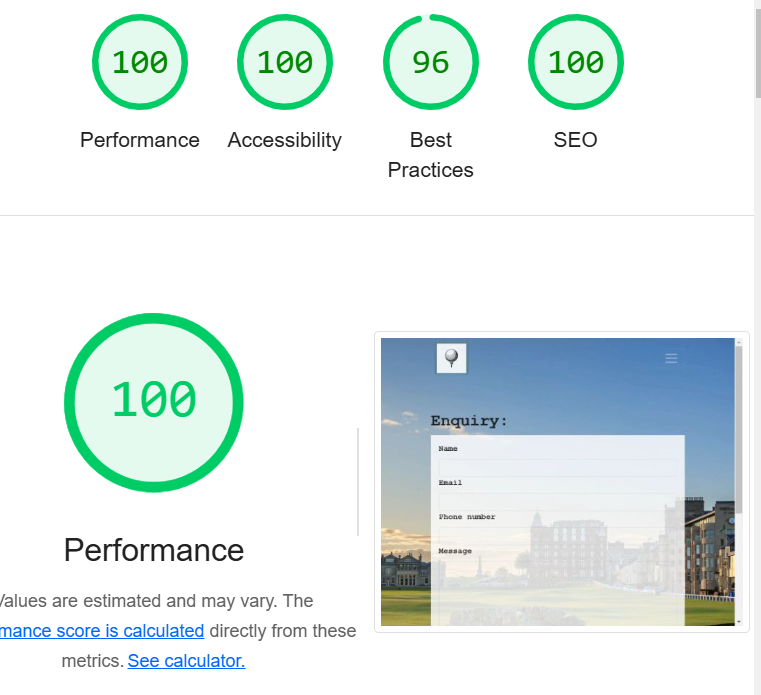 100
100
96
100
Performance
Accessibility
Best
Practices
SEO
100
Performance
Values are estimated and may vary. The
mance score is calculated directly from these
metrics. See calculator.
Enquiry:
Name
Email
Phone number
Message